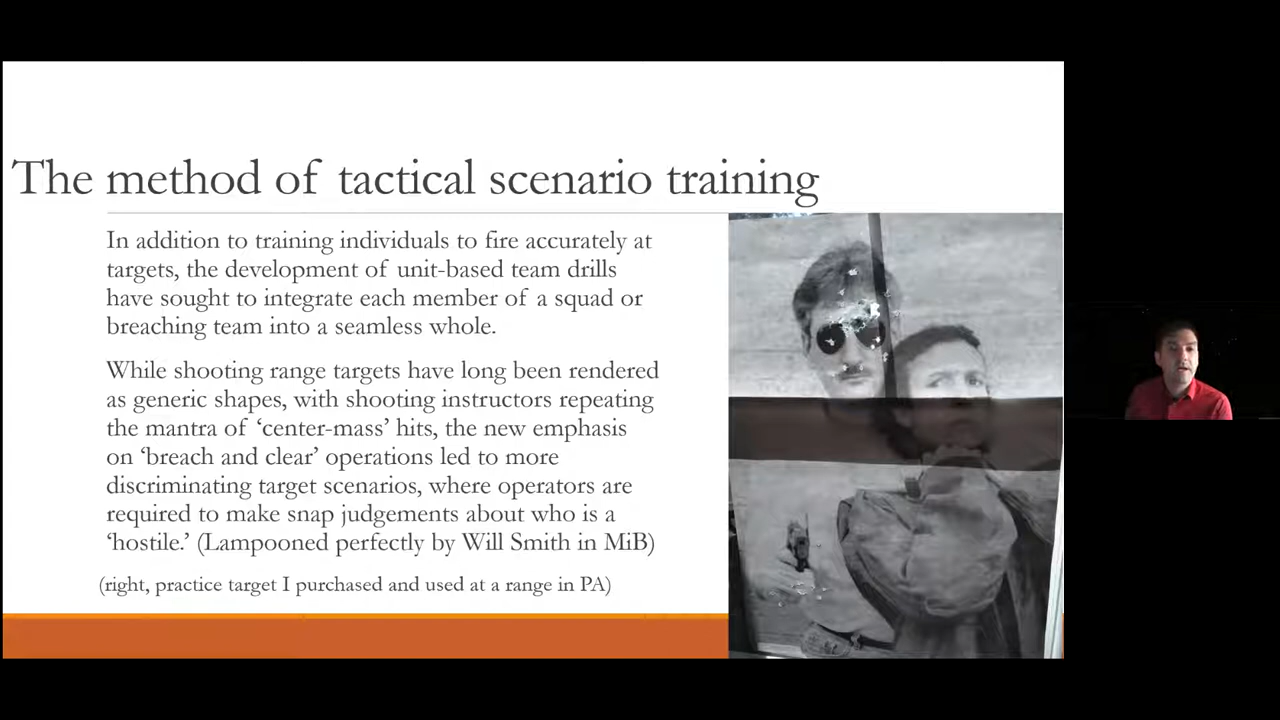 The method of tactical scenario training
In addition to training individuals to fire accurately at
targets, the development of unit-based team drills
have sought to integrate each member of a squad or
breaching team into a seamless whole.
While shooting range targets have long been rendered
as generic shapes, with shooting instructors repeating
the mantra of ‘center-mass’ hits, the new emphasis
on ‘breach and clear’ operations led to more
discriminating target scenarios, where operators are
required to make snap judgements about who is a
‘hostile.’ (Lampooned perfectly by Will Smith in MiB)
(right, practice target I purchased and used at a range in PA)